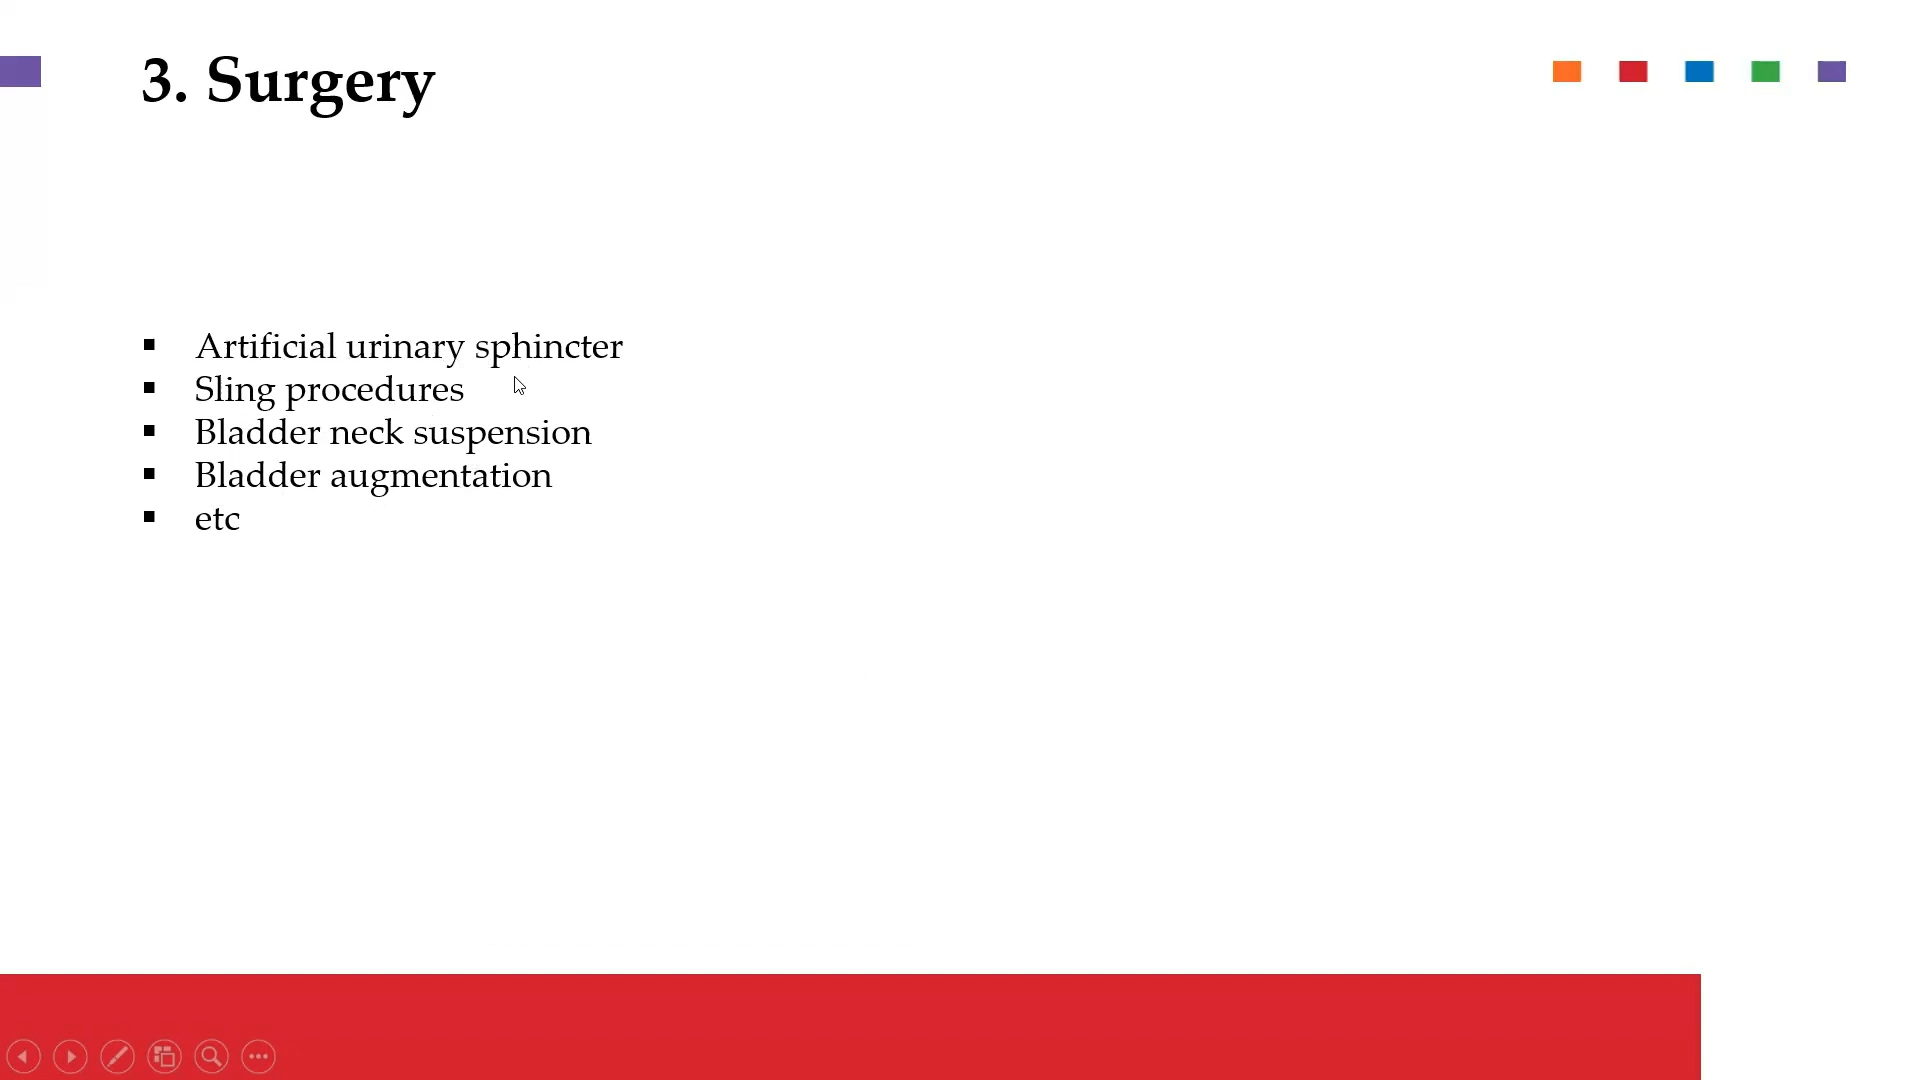 3. Surgery
▪ Artificial urinary sphincter
▪ Sling procedures
▪ Bladder neck suspension
▪ Bladder augmentation
▪ etc